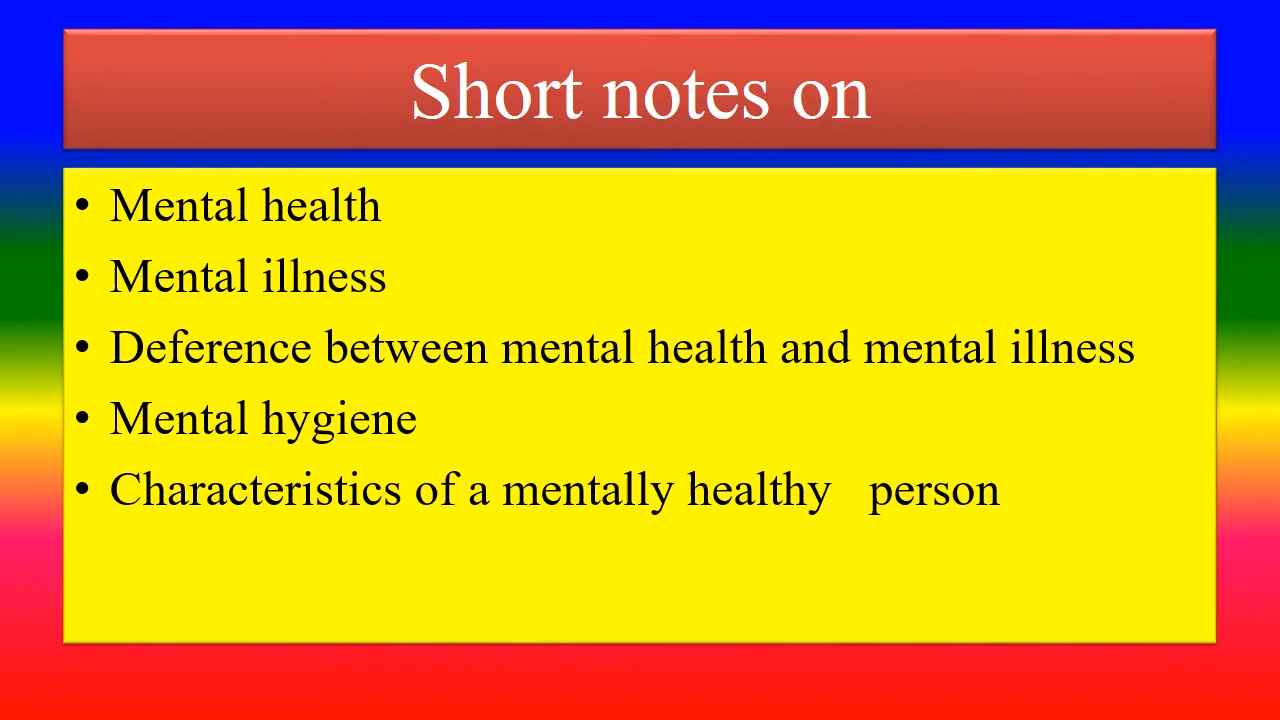 Short notes on
• Mental health
• Mental illness
• Deference between mental health and mental illness
• Mental hygiene
• Characteristics of a mentally healthy   person